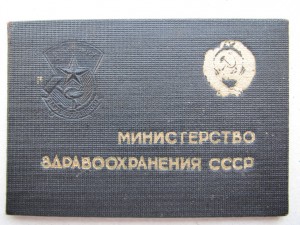 МИНИСТЕРСТВО
ЗДРАВООХРАНЕНИЯ СССР